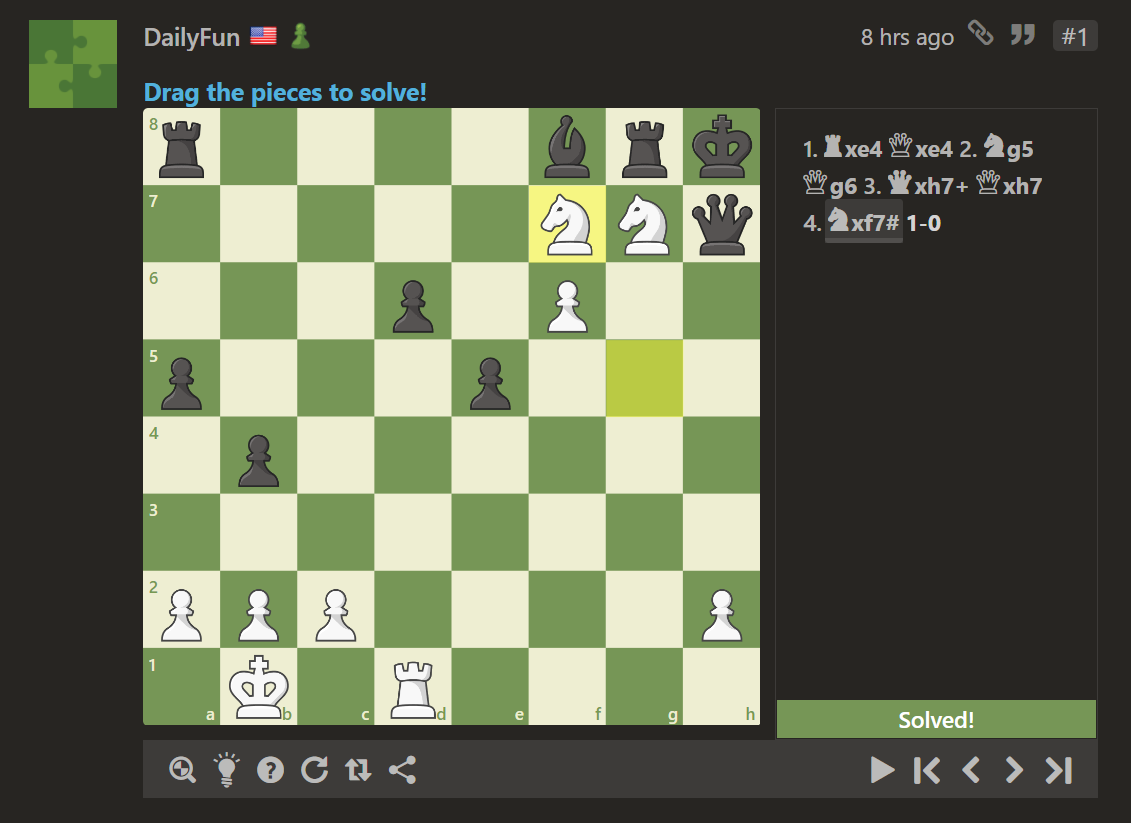 DailyFun
8 hrs ago
#1
Drag the pieces to solve!
8
7
6
5
4
3
2
1
a b c d e f g h
1. ♜xe4 ♕xe4 2. ♞g5
♕g6 3. ♛xh7+ ♕xh7
4. ♞xf7# 1-0
Solved!